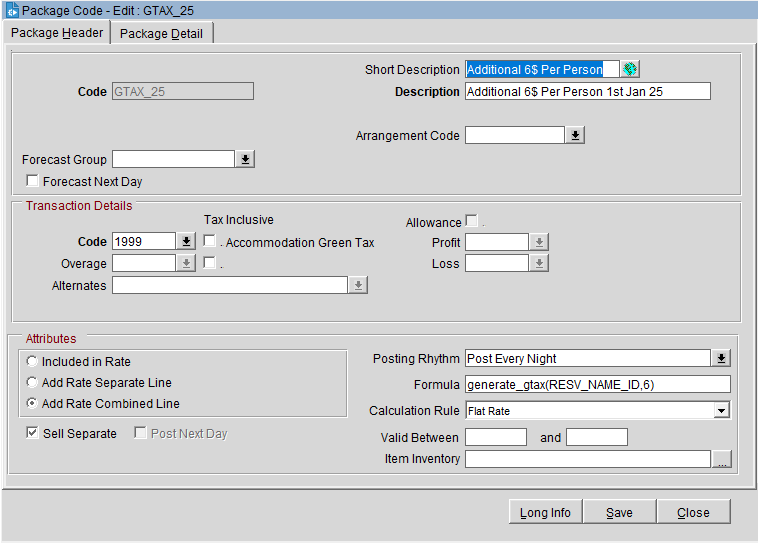 Package Code - Edit : GTAX_25
Package Header Package Detail
Short Description Additional 6$ Per Person
Code GTAX_25 Description Additional 6$ Per Person 1st Jan 25
Arrangement Code
Forecast Group
Forecast Next Day
Transaction Details
Tax Inclusive Allowance .
Code 1999 . Accommodation Green Tax Profit
Overage . Loss
Alternates
Attributes
Included in Rate Posting Rhythm Post Every Night
Add Rate Separate Line Formula generate_gtax(RESV_NAME_ID,6)
Add Rate Combined Line Calculation Rule Flat Rate
Sell Separate Post Next Day Valid Between and
Item Inventory ...
Long Info Save Close